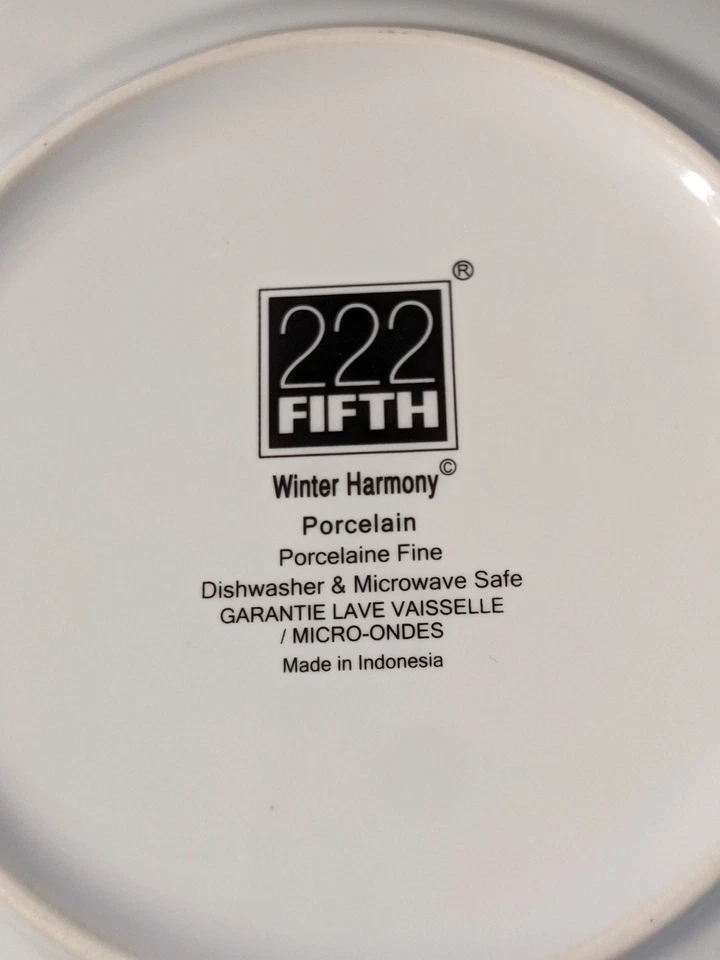 ®
222
FIFTH
Winter Harmony©
Porcelain
Porcelaine Fine
Dishwasher & Microwave Safe
GARANTIE LAVE VAISSELLE
/ MICRO-ONDES
Made in Indonesia